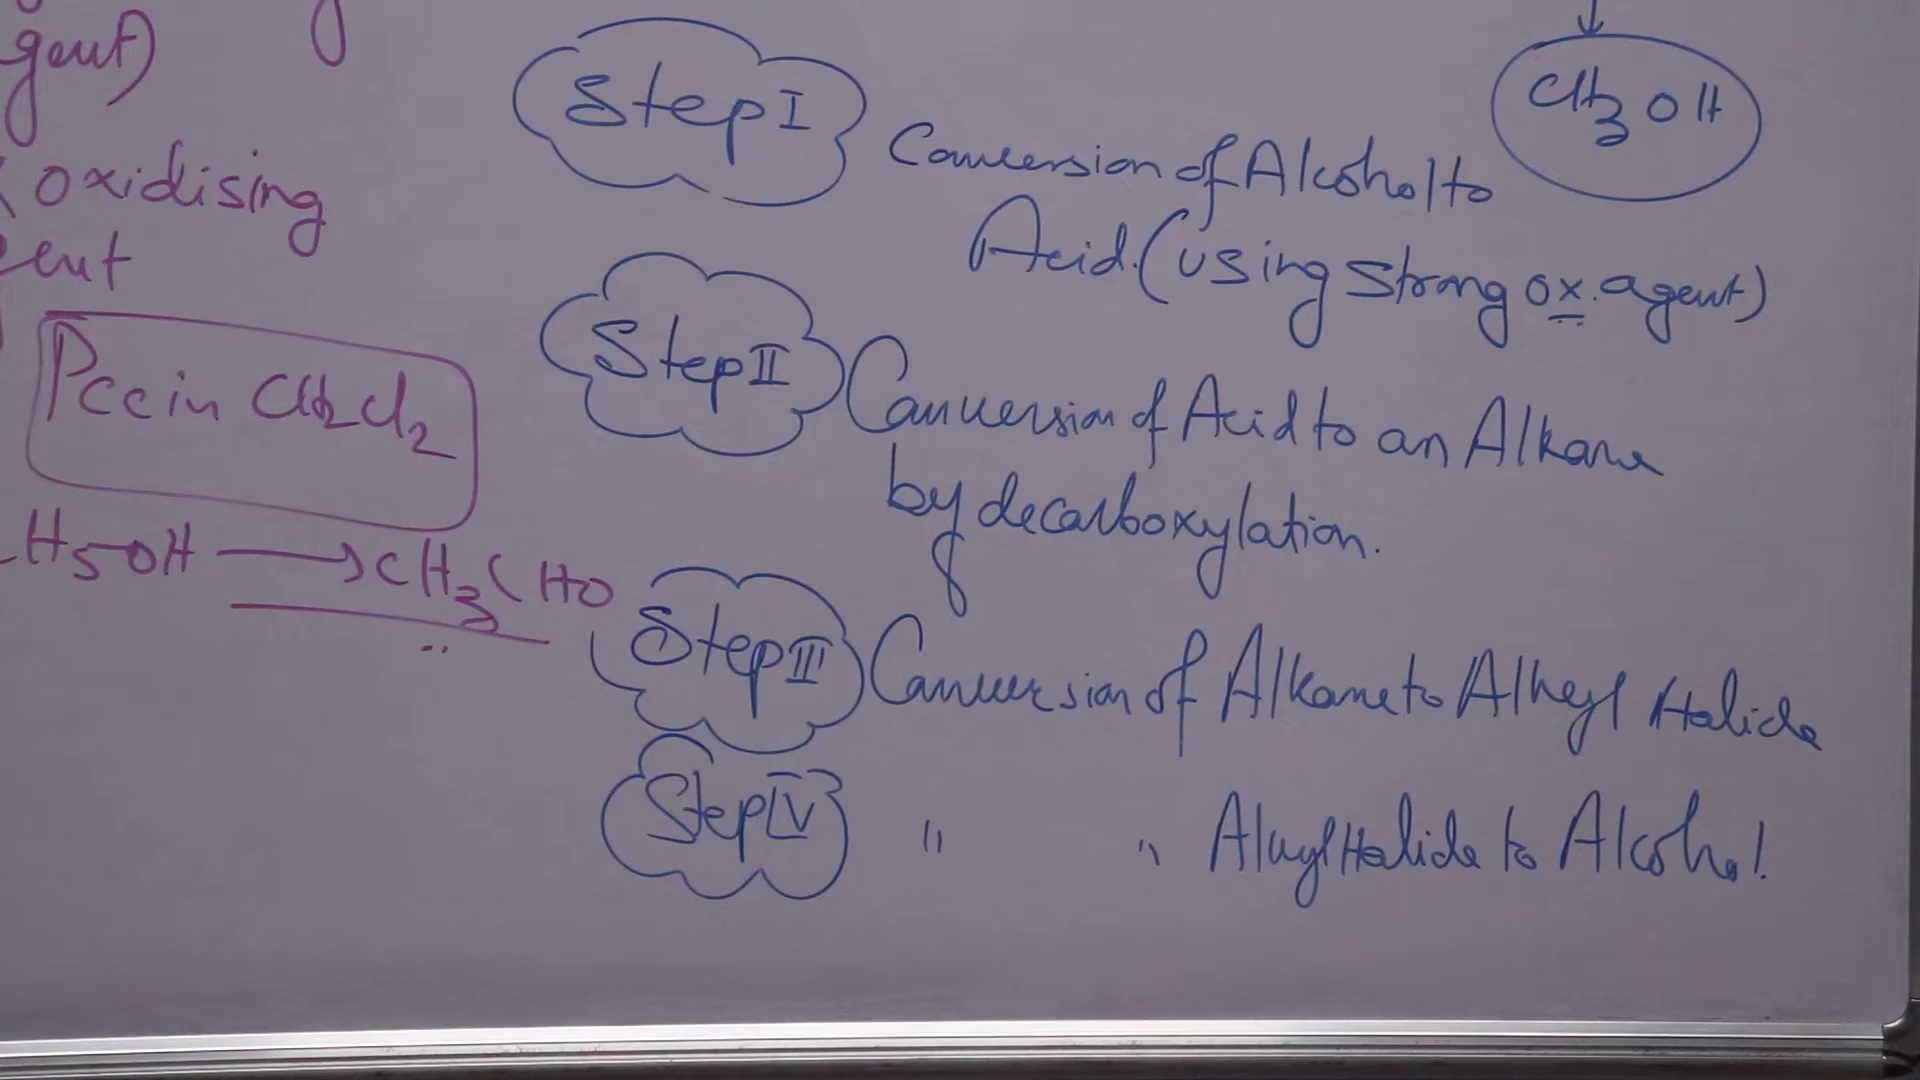 gent)
oxidising
ent
Pcc in CH2Cl2
H5OH → CH3CHO
CH3OH
Step I Conversion of Alcohol to
Acid. (Using Strong ox. agent)
Step II Conversion of Acid to an Alkane
by decarboxylation.
Step III Conversion of Alkane to Alkyl Halide
Step IV " " Alkyl Halide to Alcohol.